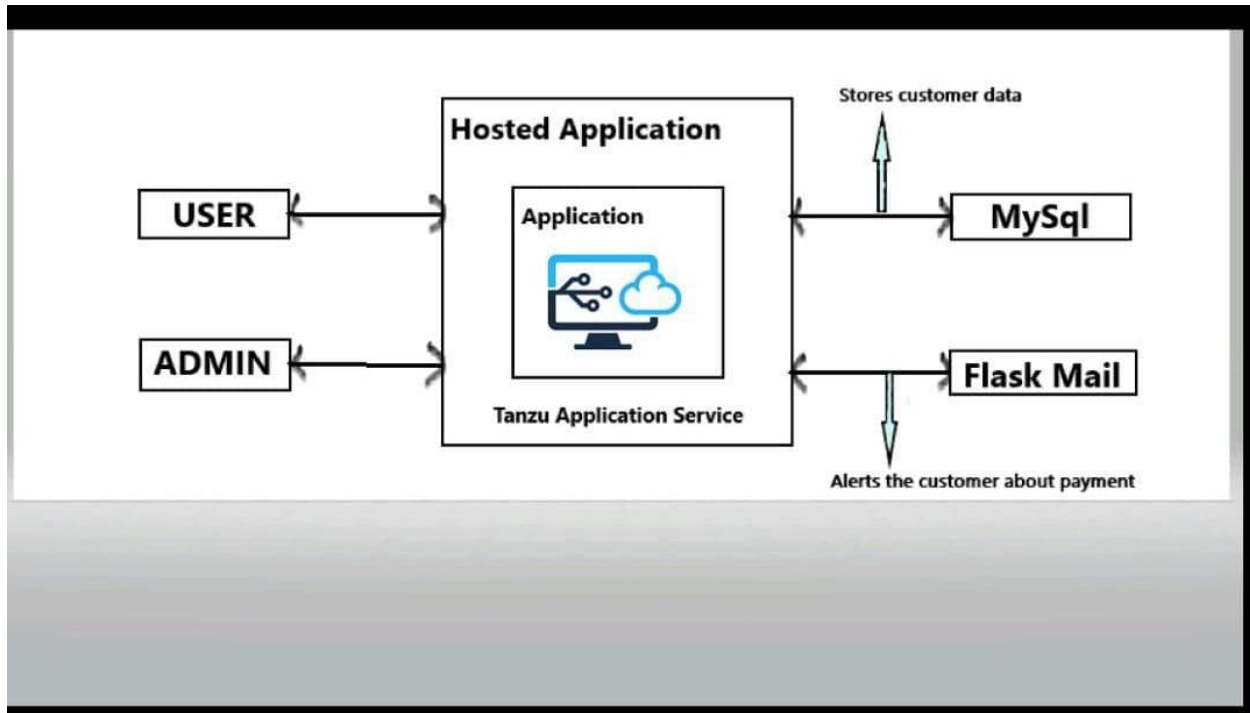 Stores customer data
Hosted Application
USER
Application
MySql
ADMIN
Flask Mail
Tanzu Application Service
Alerts the customer about payment